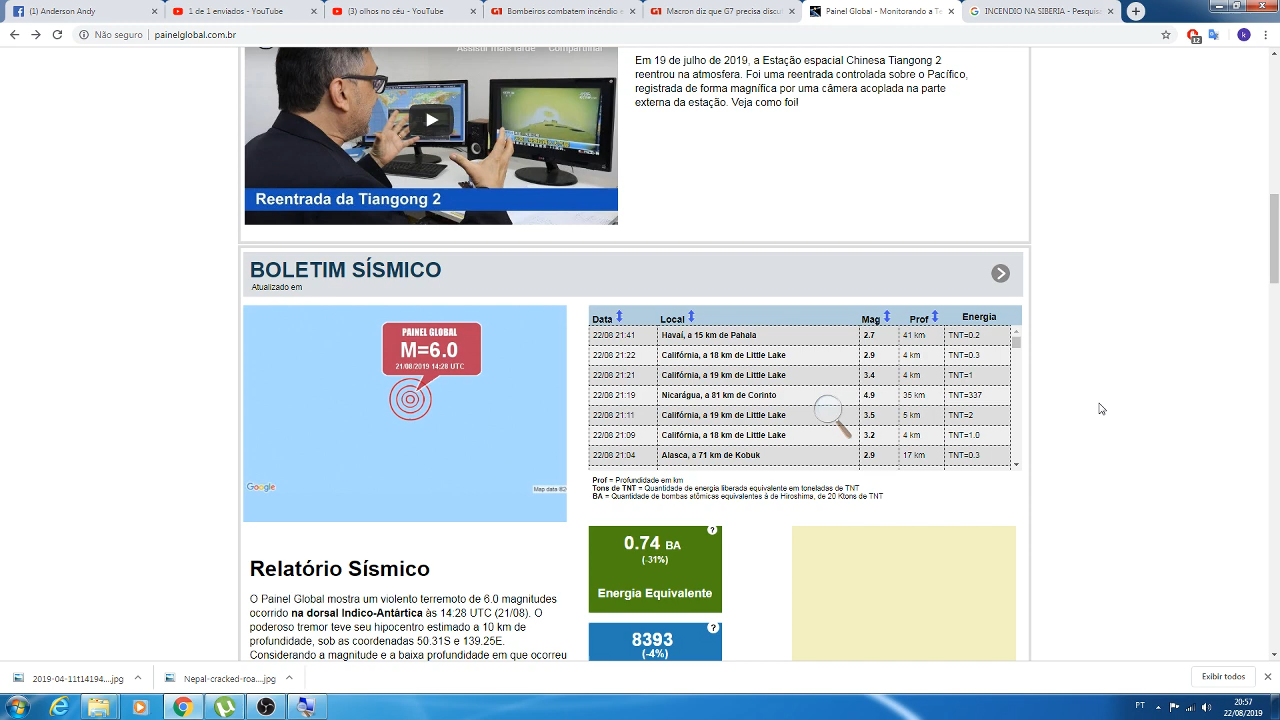 (1) Anderson Andy
1 de 1 enviados - YouTube
(3) olhos no céu - YouTube
Bombeiros combatem incêndio e
Macron diz que G7 precisa disc
Painel Global - Monitorando a Te
INCENDIO NA SIBERIA - Pesquis
Não seguro | painelglobal.com.br
12
k
Assistir mais tarde
Compartilhar
Reentrada da Tiangong 2
Em 19 de julho de 2019, a Estação espacial Chinesa Tiangong 2
reentrou na atmosfera. Foi uma reentrada controlada sobre o Pacífico,
registrada de forma magnífica por uma câmera acoplada na parte
externa da estação. Veja como foi!
BOLETIM SÍSMICO
Atualizado em
PAINEL GLOBAL
M=6.0
21/08/2019 14:28 UTC
Google
Map data ©20
Data Local Mag Prof Energia
22/08 21:41 Havaí, a 15 km de Pahala 2.7 41 km TNT=0.2
22/08 21:22 Califórnia, a 18 km de Little Lake 2.9 4 km TNT=0.3
22/08 21:21 Califórnia, a 19 km de Little Lake 3.4 4 km TNT=1
22/08 21:19 Nicarágua, a 81 km de Corinto 4.9 35 km TNT=337
22/08 21:11 Califórnia, a 19 km de Little Lake 3.5 5 km TNT=2
22/08 21:09 Califórnia, a 18 km de Little Lake 3.2 4 km TNT=1.0
22/08 21:04 Alasca, a 71 km de Kobuk 2.9 17 km TNT=0.3
Prof = Profundidade em km
Tons de TNT = Quantidade de energia liberada equivalente em toneladas de TNT
BA = Quantidade de bombas atômicas equivalentes à de Hiroshima, de 20 Ktons de TNT
?
0.74 BA
(-31%)
Energia Equivalente
?
8393
(-4%)
Relatório Sísmico
O Painel Global mostra um violento terremoto de 6.0 magnitudes
ocorrido na dorsal Indico-Antártica às 14.28 UTC (21/08). O
poderoso tremor teve seu hipocentro estimado a 10 km de
profundidade, sob as coordenadas 50.31S e 139.25E.
Considerando a magnitude e a baixa profundidade em que ocorreu
2019-04-11t14194....jpg
Nepal-cracked-roa....jpg
Exibir todos
PT
20:57
22/08/2019